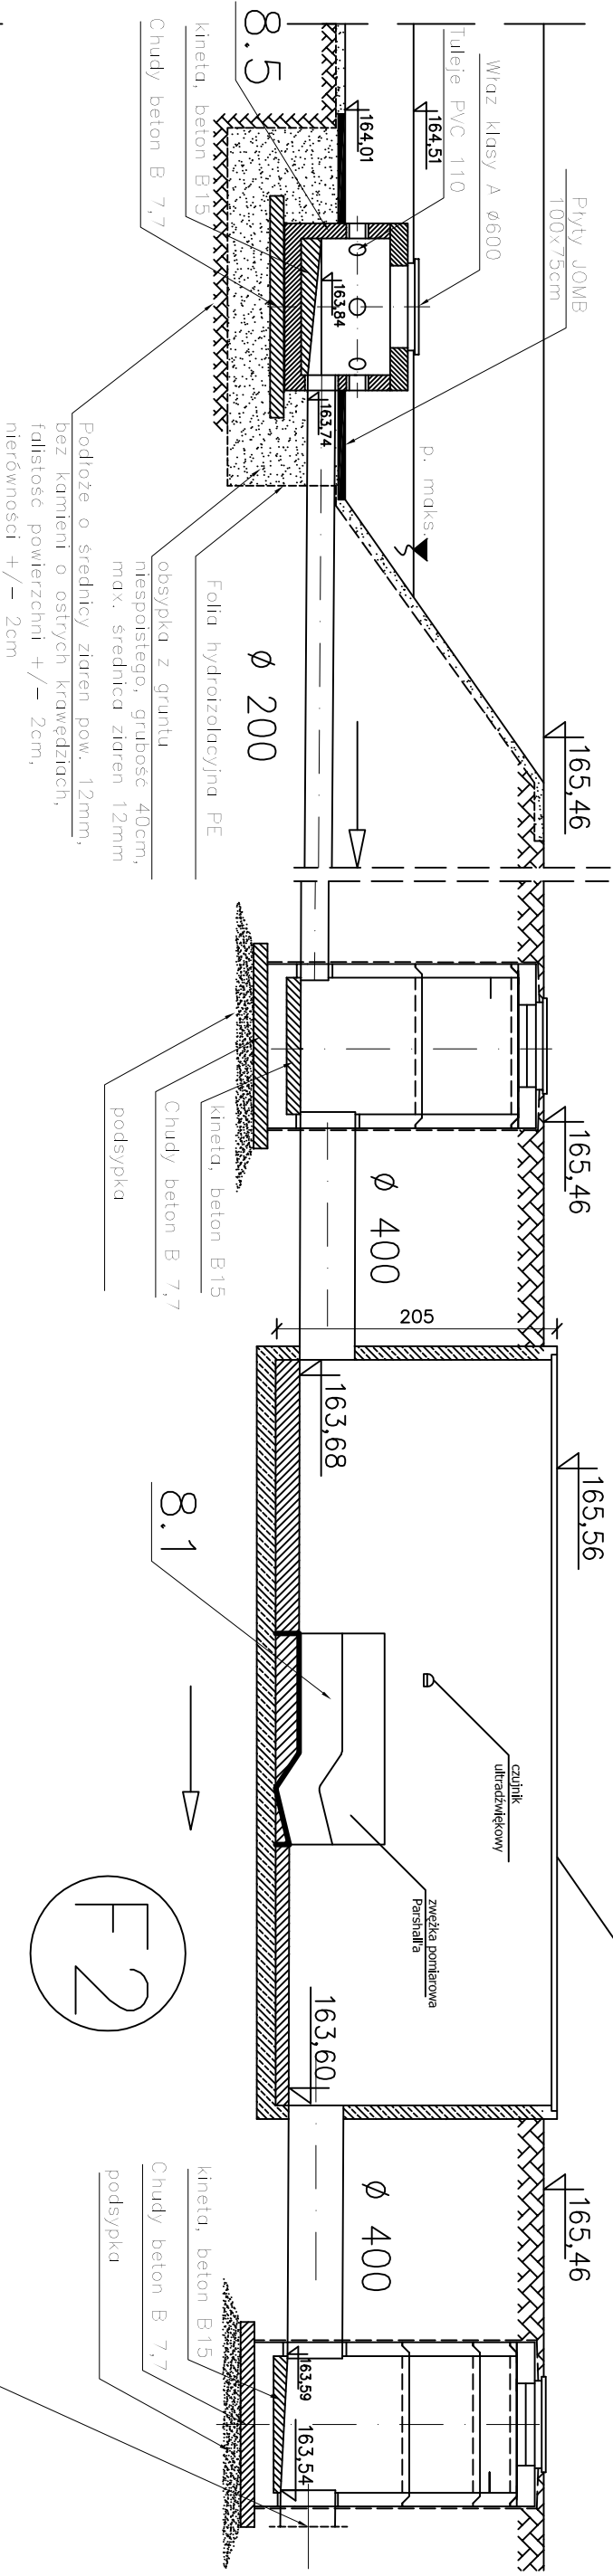 8.5
kineta, beton B15
Chudy beton B 7,7
Tuleje PVC 110
Właz klasy A Ø600
Płyty JOMB
100x75cm
164,01
164,51
163,84
163,74
p. maks.
Podłoże o średnicy ziaren pow. 12mm,
bez kamieni o ostrych krawędziach,
falistość powierzchni +/- 2cm,
nierówności +/- 2cm
obsypka z gruntu
niespoistego, grubość 40cm,
max. średnica ziaren 12mm
Folia hydroizolacyjna PE
Ø 200
165,46
165,46
kineta, beton B15
Chudy beton B 7,7
podsypka
Ø 400
205
163,68
165,56
8.1
czujnik
ultradźwiękowy
zwężka pomiarowa
Parshall'a
F2
163,60
Ø 400
165,46
kineta, beton B15
Chudy beton B 7,7
podsypka
163,59
163,54